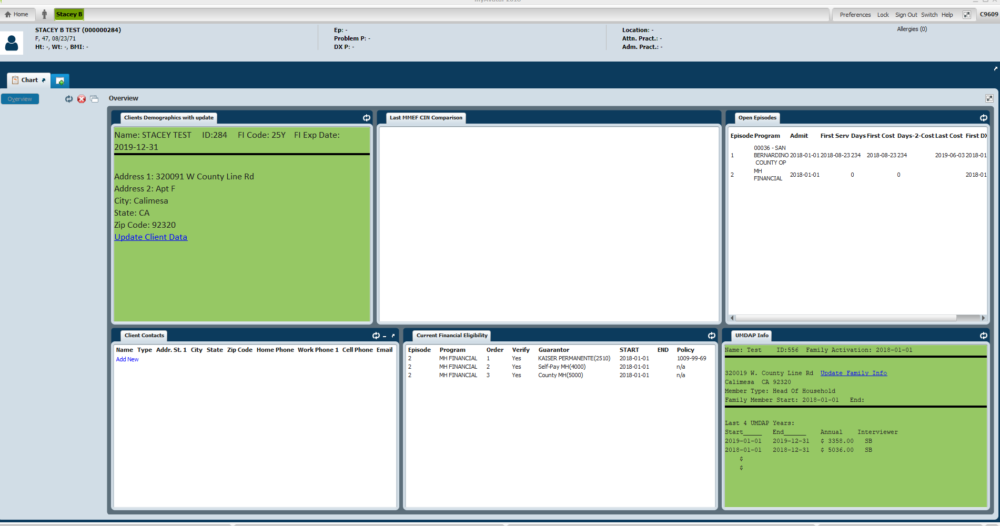 myAvatar 2018
Home
Stacey B
Preferences Lock Sign Out Switch Help
C9609
STACEY B TEST (000000284)
F, 47, 08/23/71
Ht: -, Wt: -, BMI: -
Ep: -
Problem P: -
DX P: -
Location: -
Attn. Pract.: -
Adm. Pract.: -
Allergies (0)
Chart
Overview
Overview
Clients Demographics with update
Name: STACEY TEST ID:284 FI Code: 25Y FI Exp Date:
2019-12-31
Address 1: 320091 W County Line Rd
Address 2: Apt F
City: Calimesa
State: CA
Zip Code: 92320
Update Client Data
Last MMEF CIN Comparison
Open Episodes
Episode Program Admit First Serv Days First Cost Days-2-Cost Last Cost First DX
00036 - SAN
1 BERNARDINO 2018-01-01 2018-08-23 234 2018-08-23 234 2019-06-03 2018-01
COUNTY OP
MH
2 2018-01-01 0 0 2018-01
FINANCIAL
Client Contacts
Name Type Addr. St. 1 City State Zip Code Home Phone Work Phone 1 Cell Phone Email
Add New
Current Financial Eligibility
Episode Program Order Verify Guarantor START END Policy
2 MH FINANCIAL 1 Yes KAISER PERMANENTE(2510) 2018-01-01 1009-99-69
2 MH FINANCIAL 2 Yes Self-Pay MH(4000) 2018-01-01 n/a
2 MH FINANCIAL 3 Yes County MH(5000) 2018-01-01 n/a
UMDAP Info
Name: Test ID:556 Family Activation: 2018-01-01
320019 W. County Line Rd Update Family Info
Calimesa CA 92320
Member Type: Head Of Household
Family Member Start: 2018-01-01 End:
Last 4 UMDAP Years:
Start_____ End______ Annual Interviewer
2019-01-01 2019-12-31 $ 3358.00 SB
2018-01-01 2018-12-31 $ 5036.00 SB
$
$